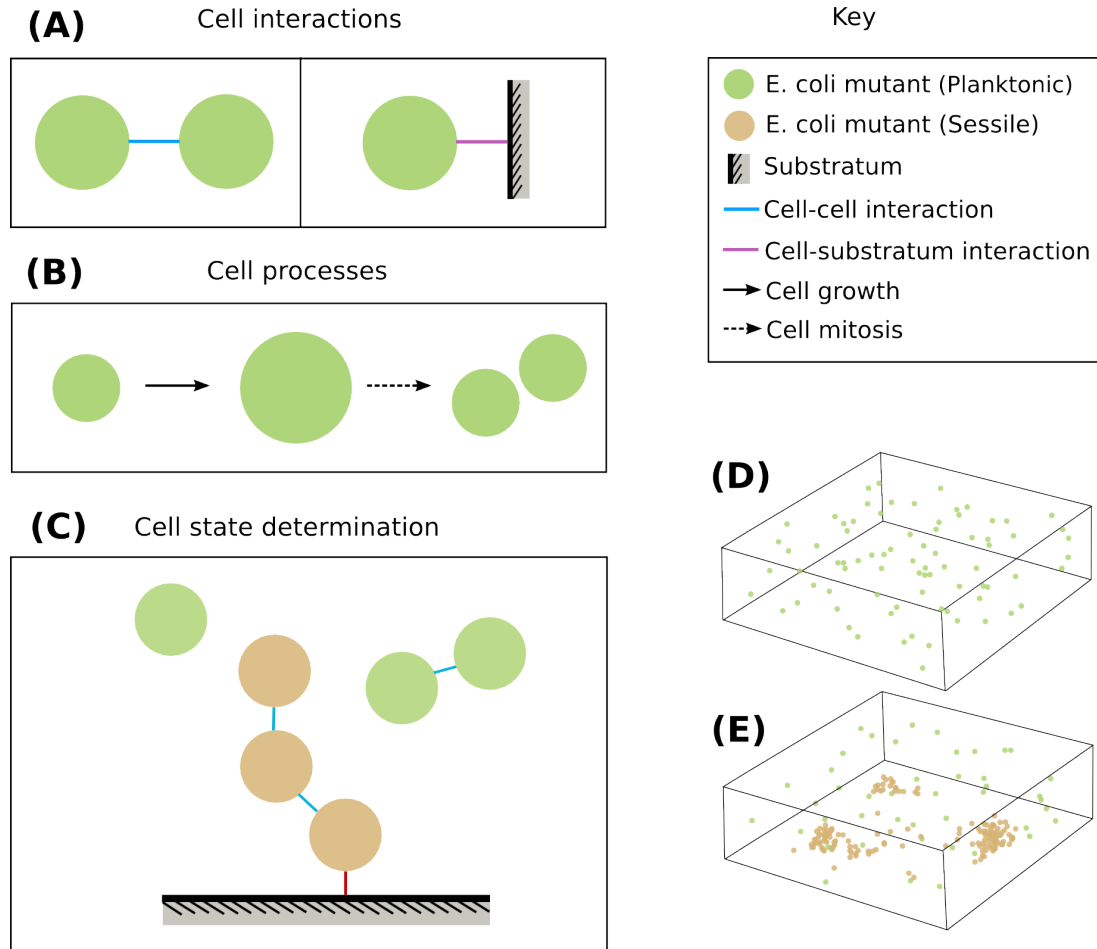 (A) Cell interactions
Key
E. coli mutant (Planktonic)
E. coli mutant (Sessile)
Substratum
Cell-cell interaction
Cell-substratum interaction
Cell growth
Cell mitosis
(B) Cell processes
(C) Cell state determination
(D)
(E)